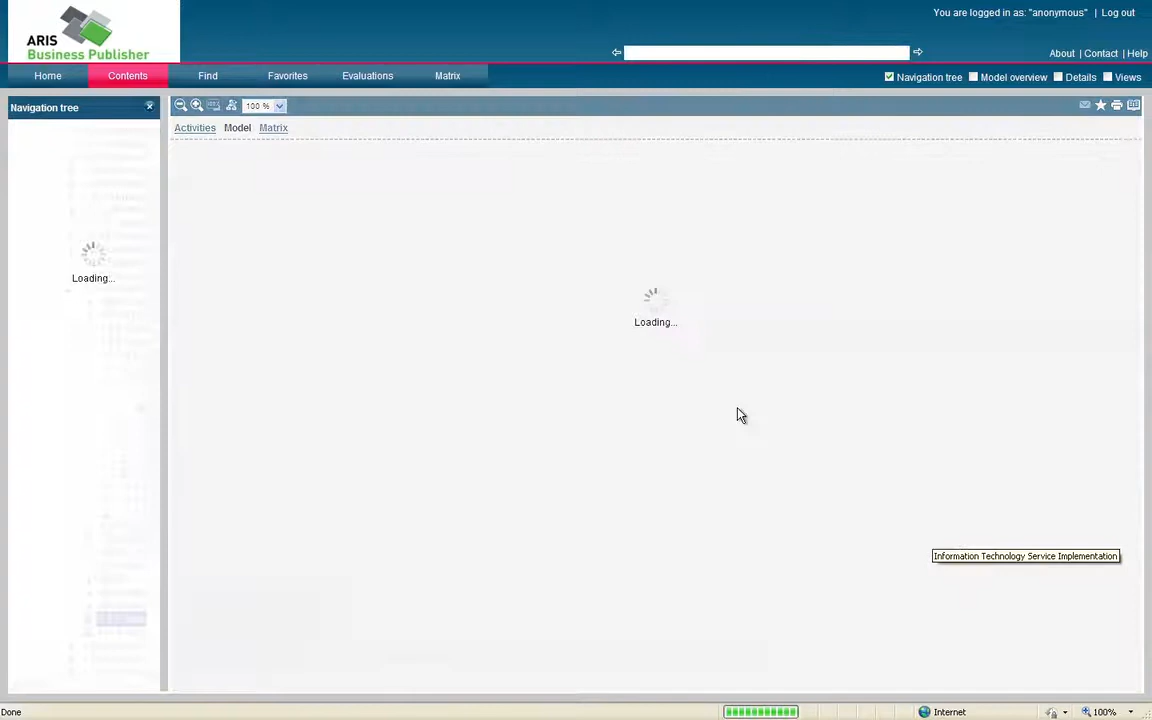 You are logged in as: "anonymous" | Log out
ARIS
Business Publisher
About | Contact | Help
Home Contents Find Favorites Evaluations Matrix
Navigation tree Model overview Details Views
Navigation tree
100 %
Activities Model Matrix
Loading...
Loading...
Information Technology Service Implementation
Done
Internet
100%